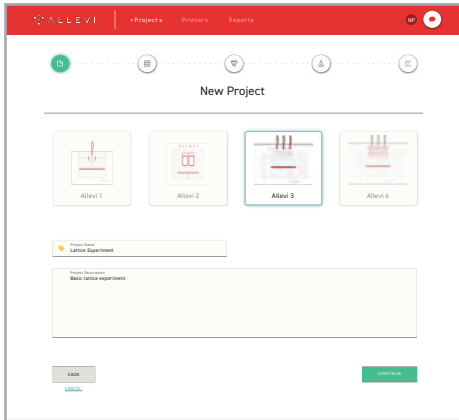 ALLEVI
Projects Printers Reports
NP
New Project
ALLEVI
Allevi 1 Allevi 2 Allevi 3 Allevi 6
Project Name
Lattice Experiment
Project Description
Basic lattice experiment
BACK CONTINUE
CANCEL